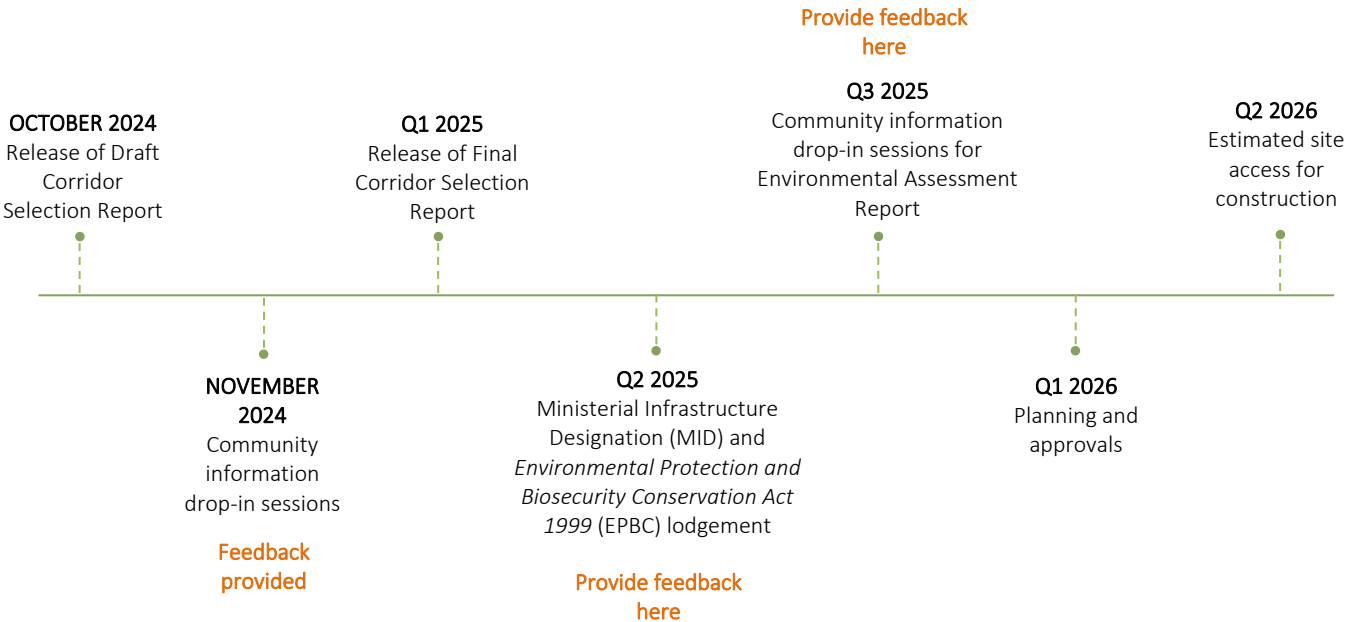 OCTOBER 2024
Release of Draft
Corridor
Selection Report
NOVEMBER
2024
Community
information
drop-in sessions
Feedback
provided
Q1 2025
Release of Final
Corridor Selection
Report
Q2 2025
Ministerial Infrastructure
Designation (MID) and
Environmental Protection and
Biosecurity Conservation Act
1999 (EPBC) lodgement
Provide feedback
here
Provide feedback
here
Q3 2025
Community information
drop-in sessions for
Environmental Assessment
Report
Q1 2026
Planning and
approvals
Q2 2026
Estimated site
access for
construction